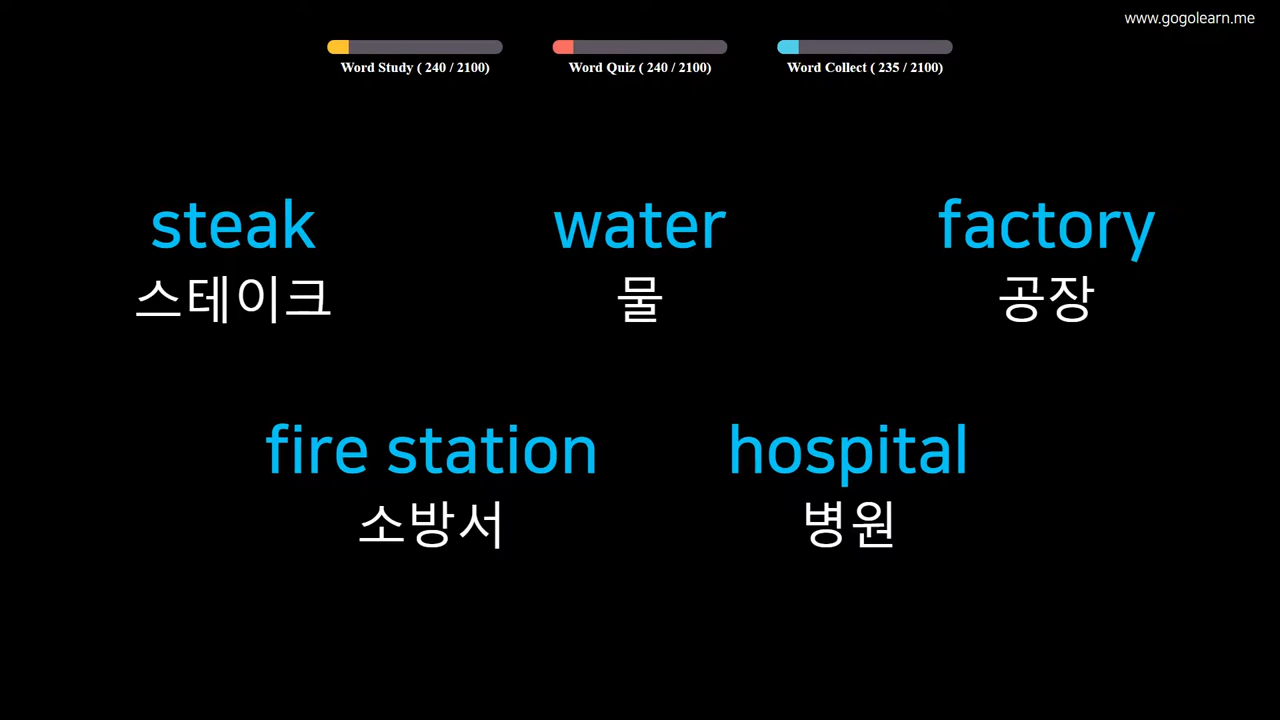 www.gogolearn.me
Word Study ( 240 / 2100) Word Quiz ( 240 / 2100) Word Collect ( 235 / 2100)
steak water factory
스테이크 물 공장
fire station hospital
소방서 병원